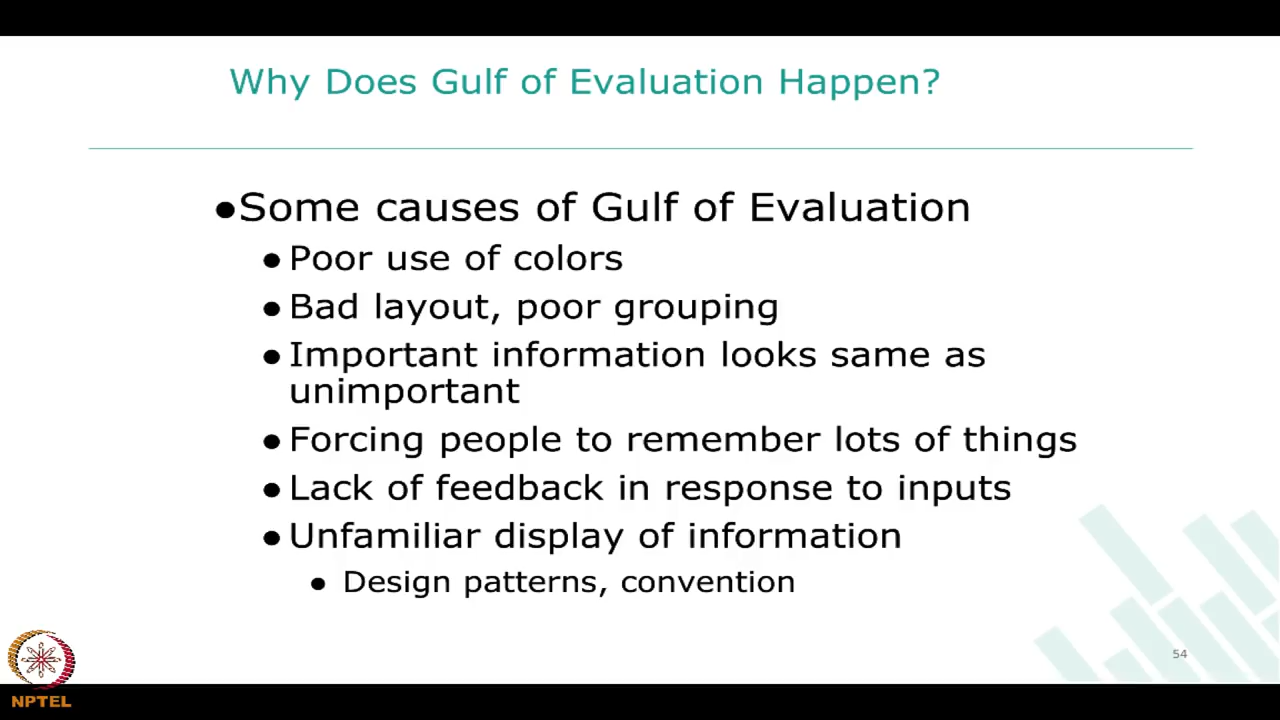 Why Does Gulf of Evaluation Happen?
●Some causes of Gulf of Evaluation
● Poor use of colors
● Bad layout, poor grouping
● Important information looks same as
unimportant
● Forcing people to remember lots of things
● Lack of feedback in response to inputs
● Unfamiliar display of information
● Design patterns, convention
54
NPTEL